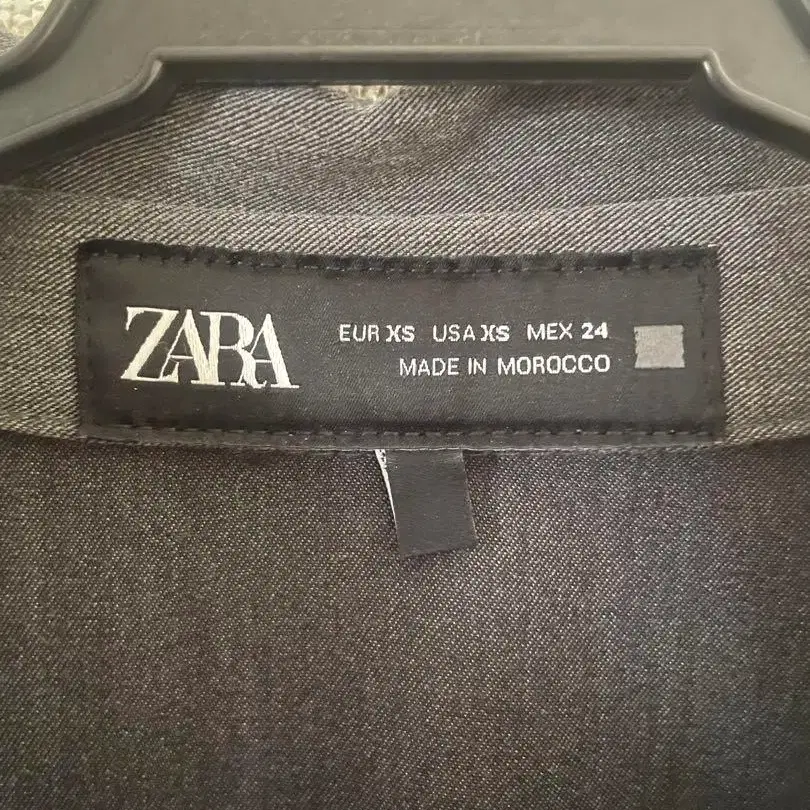 ZARA
EUR XS USA XS MEX 24
MADE IN MOROCCO